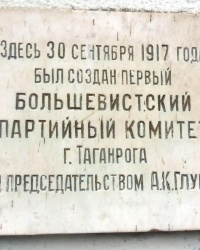 Здесь 30 сентября 1917 года
был создан первый
большевистский
партийный комитет
г. Таганрога
председательством А.К.